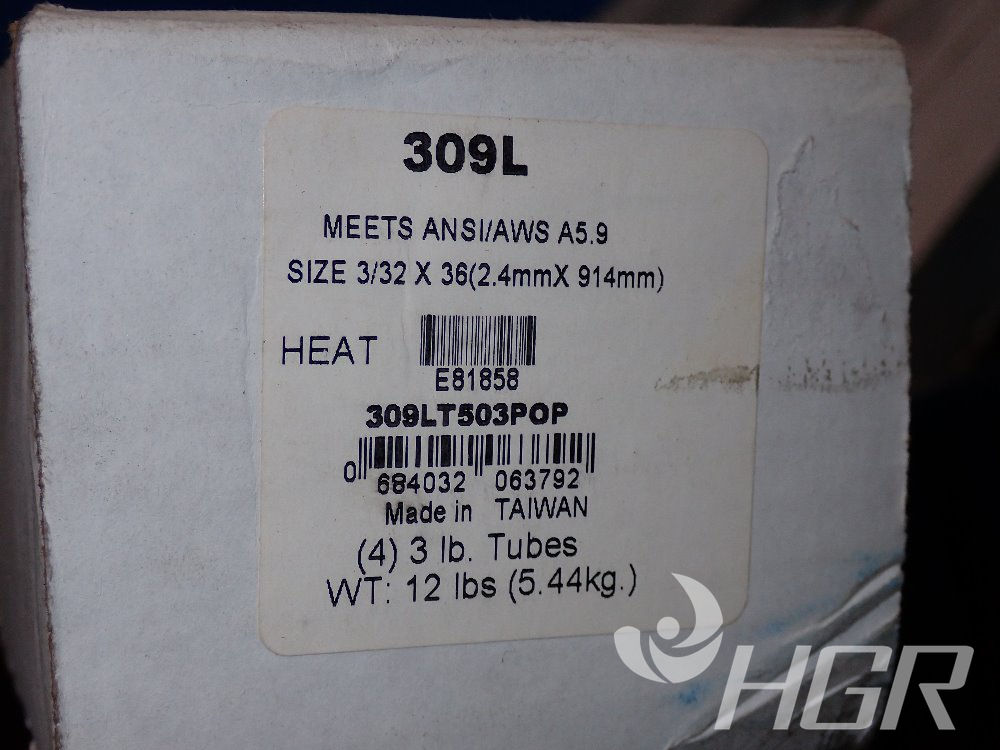 309L
MEETS ANSI/AWS A5.9
SIZE 3/32 X 36(2.4mmX 914mm)
HEAT
E81858
309LT503POP
0 684032 063792
Made in TAIWAN
(4) 3 lb. Tubes
WT: 12 lbs (5.44kg.)
HGR